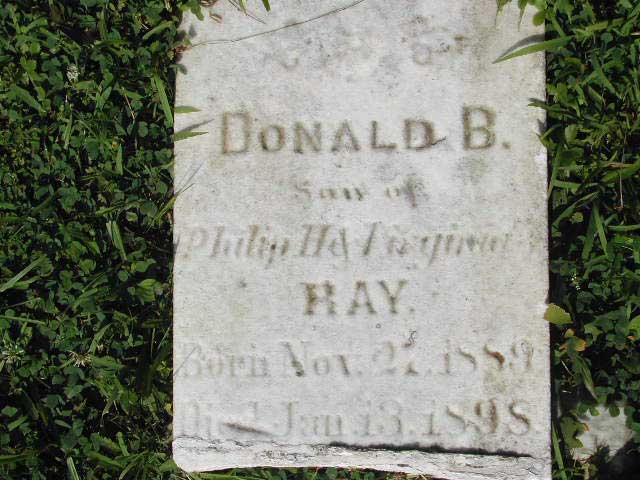 DONALD B.
Son of
Philip H & Virginia
RAY.
Born Nov. 27, 1889
Died Jan 13, 1898.